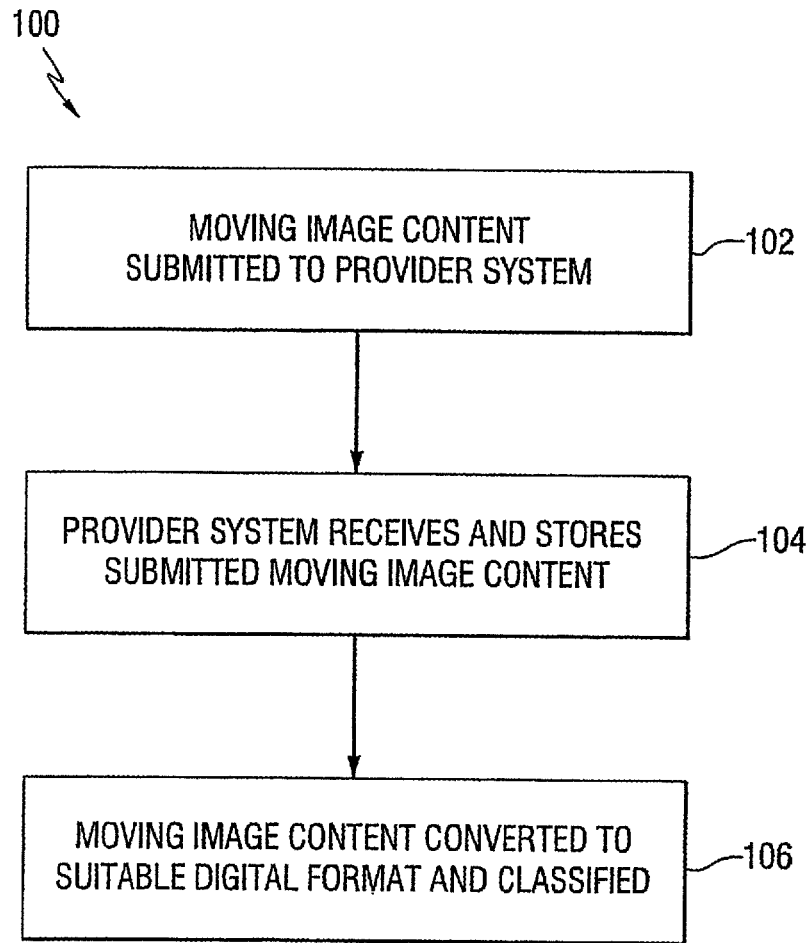 100
MOVING IMAGE CONTENT
SUBMITTED TO PROVIDER SYSTEM
102
PROVIDER SYSTEM RECEIVES AND STORES
SUBMITTED MOVING IMAGE CONTENT
104
MOVING IMAGE CONTENT CONVERTED TO
SUITABLE DIGITAL FORMAT AND CLASSIFIED
106